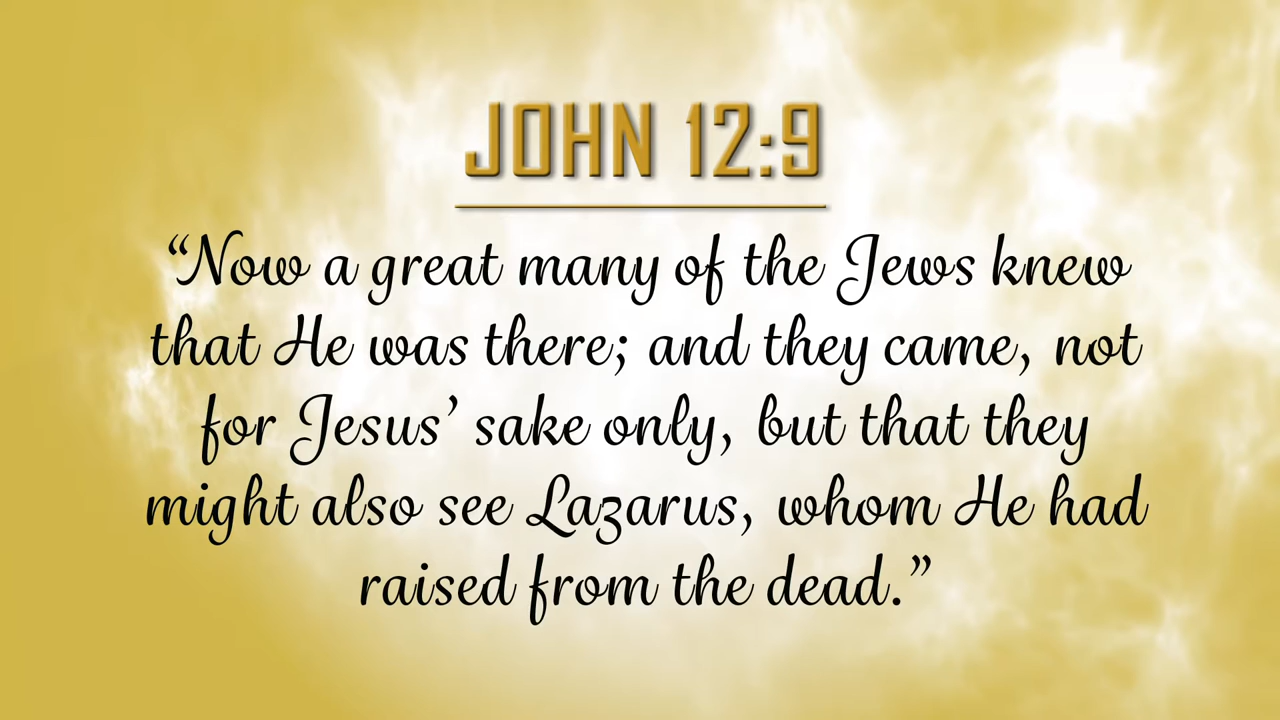 JOHN 12:9
“Now a great many of the Jews knew
that He was there; and they came, not
for Jesus’ sake only, but that they
might also see Lazarus, whom He had
raised from the dead.”